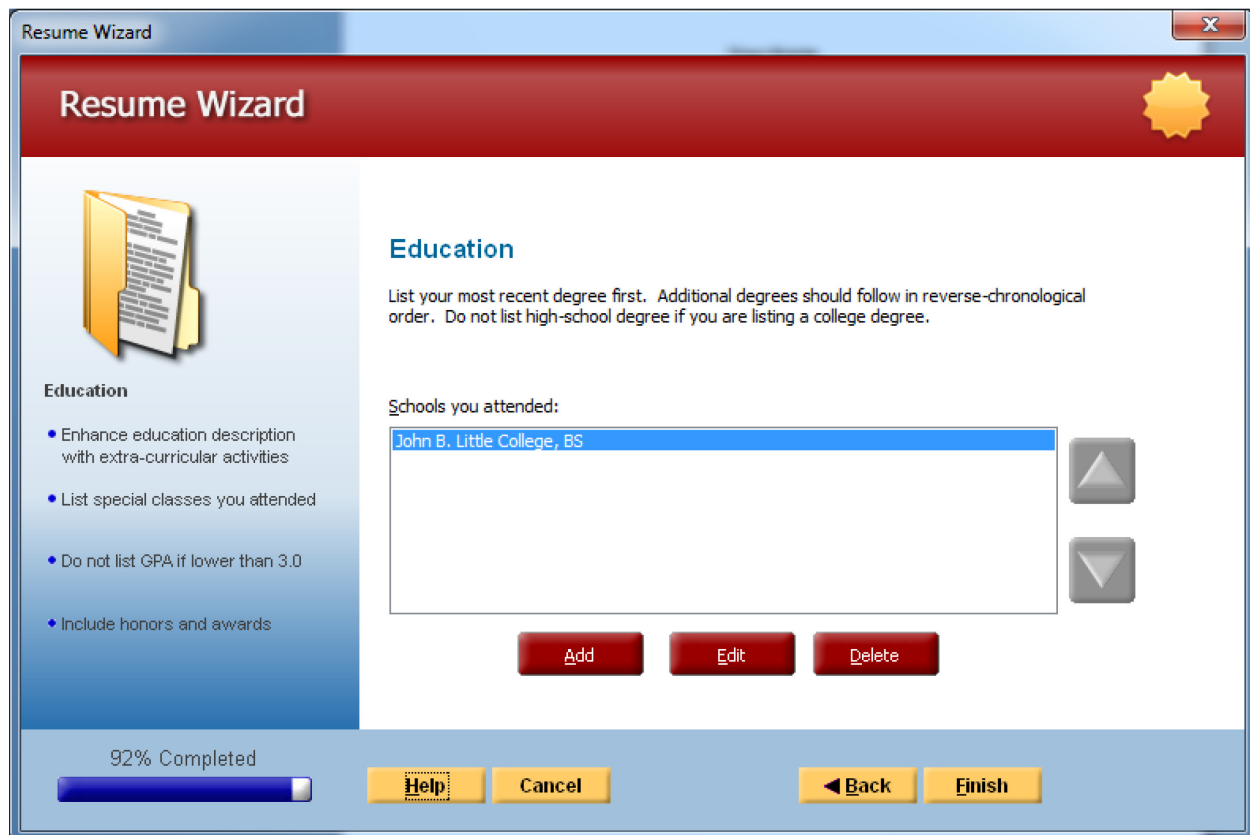 Resume Wizard
Resume Wizard
Education
Enhance education description
with extra-curricular activities
List special classes you attended
Do not list GPA if lower than 3.0
Include honors and awards
Education
List your most recent degree first.  Additional degrees should follow in reverse-chronological
order.  Do not list high-school degree if you are listing a college degree.
Schools you attended:
John B. Little College, BS
Add Edit Delete
92% Completed
Help Cancel Back Finish